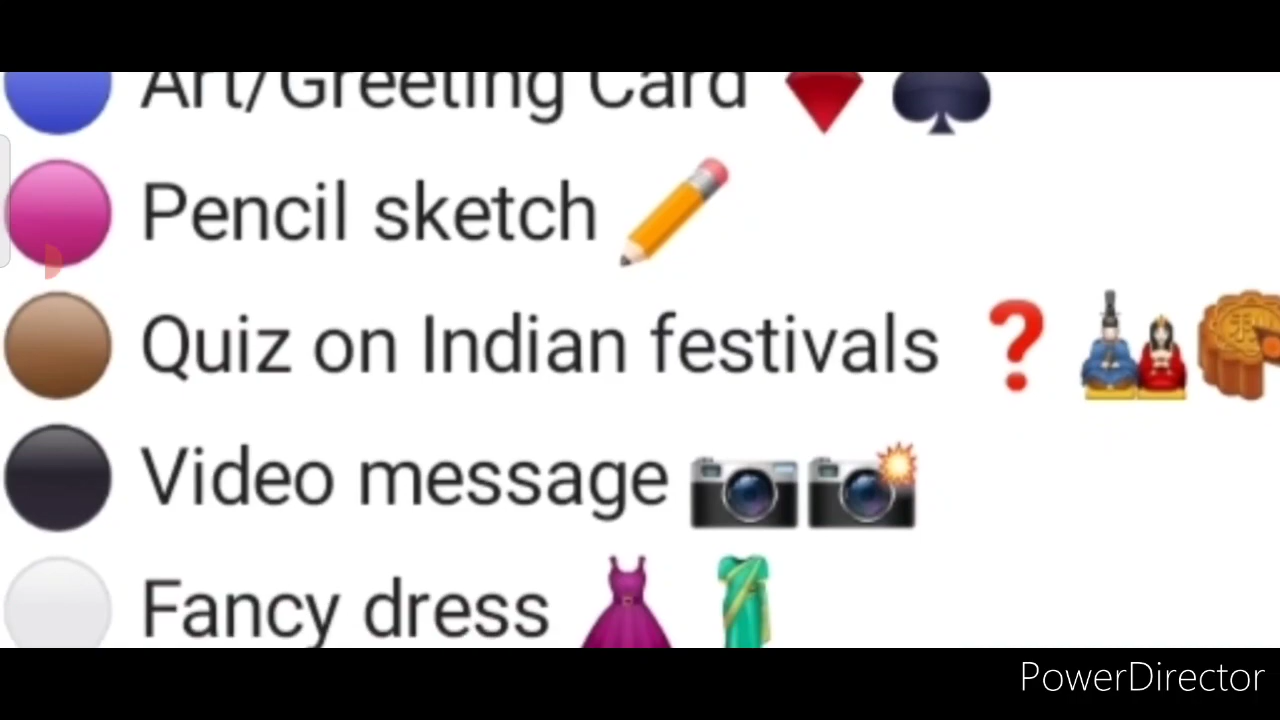 Art/Greeting Card
Pencil sketch
Quiz on Indian festivals ❓
Video message
Fancy dress
PowerDirector